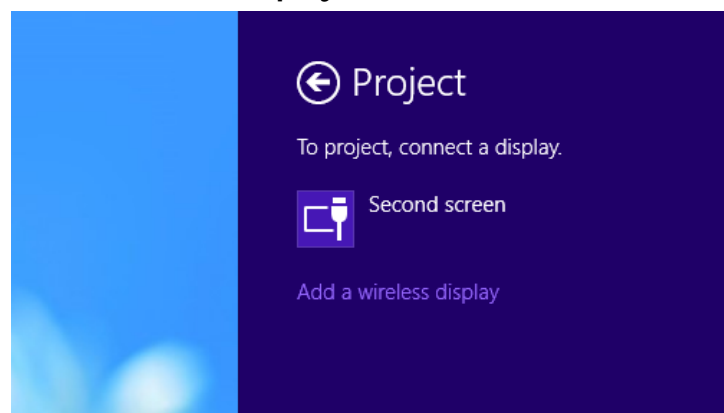 Project
To project, connect a display.
Second screen
Add a wireless display